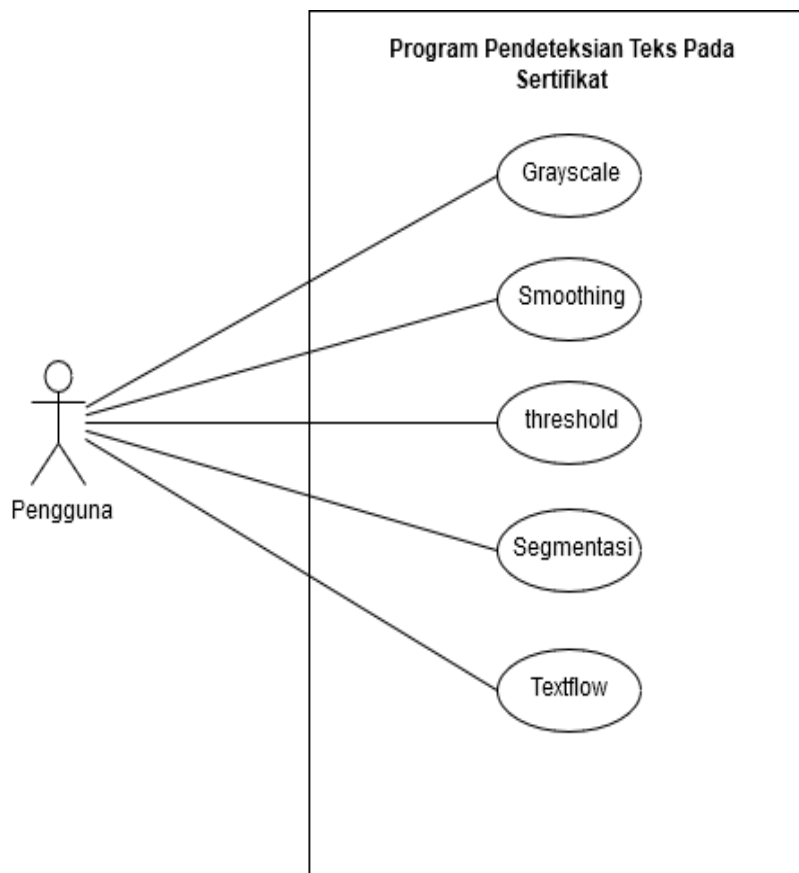 Program Pendeteksian Teks Pada
Sertifikat
Grayscale
Smoothing
threshold
Pengguna
Segmentasi
Textflow